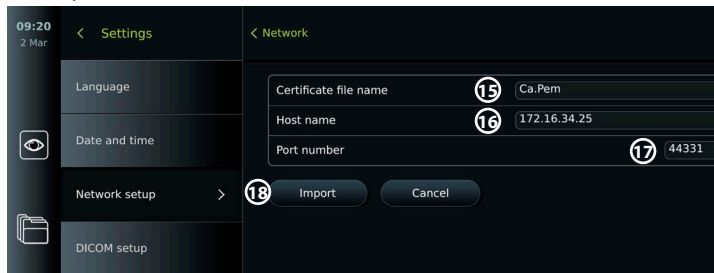 09:20
2 Mar
< Settings
< Network
Language
Certificate file name 15 Ca.Pem
Host name 16 172.16.34.25
Date and time
Port number 17 44331
Network setup >
18 Import Cancel
DICOM setup